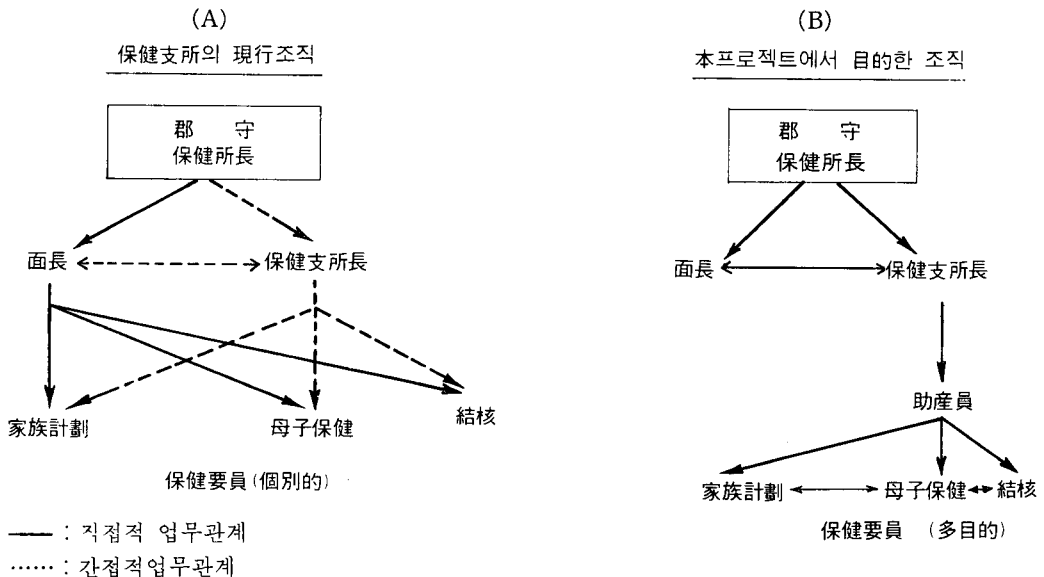 (A)
保健支所의 現行조직
郡 守
保健所長
面長
保健支所長
家族計劃
母子保健
結核
保健要員(個別的)
—— : 직접적 업무관계
…… : 간접적업무관계
(B)
本프로젝트에서 目的한 조직
郡 守
保健所長
面長
保健支所長
助産員
家族計劃
母子保健
結核
保健要員 (多目的)